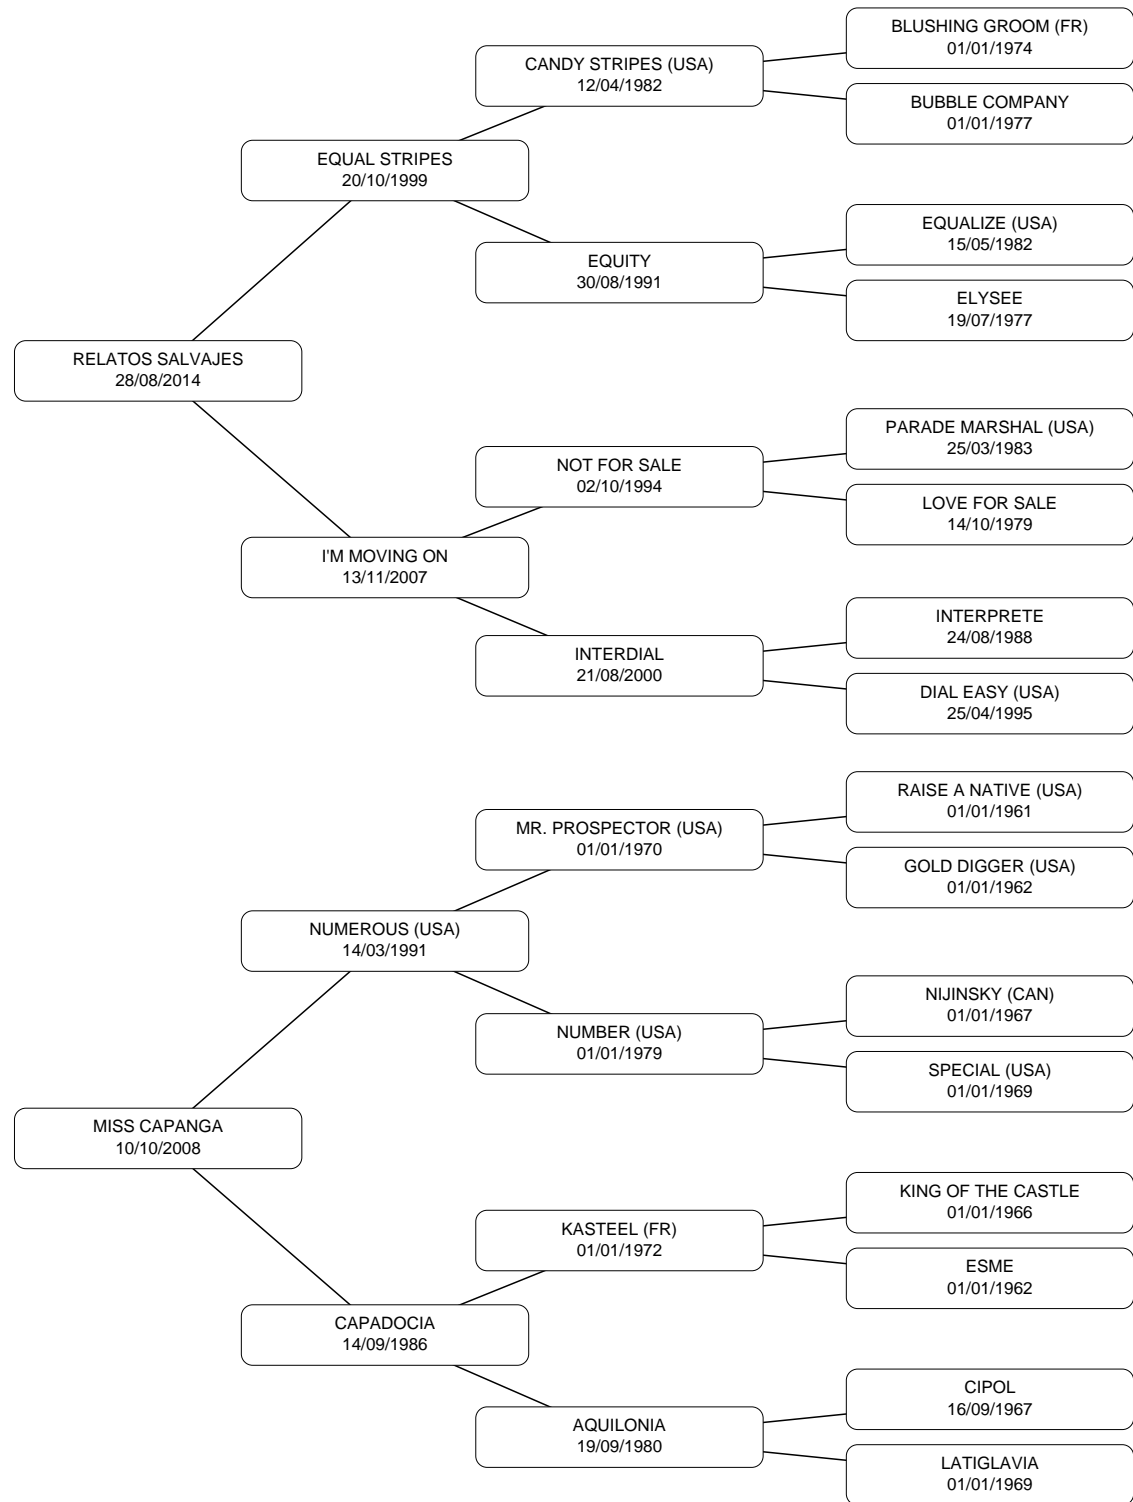 BLUSHING GROOM (FR)
01/01/1974
CANDY STRIPES (USA)
12/04/1982
BUBBLE COMPANY
01/01/1977
EQUAL STRIPES
20/10/1999
EQUALIZE (USA)
15/05/1982
EQUITY
30/08/1991
ELYSEE
19/07/1977
RELATOS SALVAJES
28/08/2014
PARADE MARSHAL (USA)
25/03/1983
NOT FOR SALE
02/10/1994
LOVE FOR SALE
14/10/1979
I'M MOVING ON
13/11/2007
INTERPRETE
24/08/1988
INTERDIAL
21/08/2000
DIAL EASY (USA)
25/04/1995
RAISE A NATIVE (USA)
01/01/1961
MR. PROSPECTOR (USA)
01/01/1970
GOLD DIGGER (USA)
01/01/1962
NUMEROUS (USA)
14/03/1991
NIJINSKY (CAN)
01/01/1967
NUMBER (USA)
01/01/1979
SPECIAL (USA)
01/01/1969
MISS CAPANGA
10/10/2008
KING OF THE CASTLE
01/01/1966
KASTEEL (FR)
01/01/1972
ESME
01/01/1962
CAPADOCIA
14/09/1986
CIPOL
16/09/1967
AQUILONIA
19/09/1980
LATIGLAVIA
01/01/1969